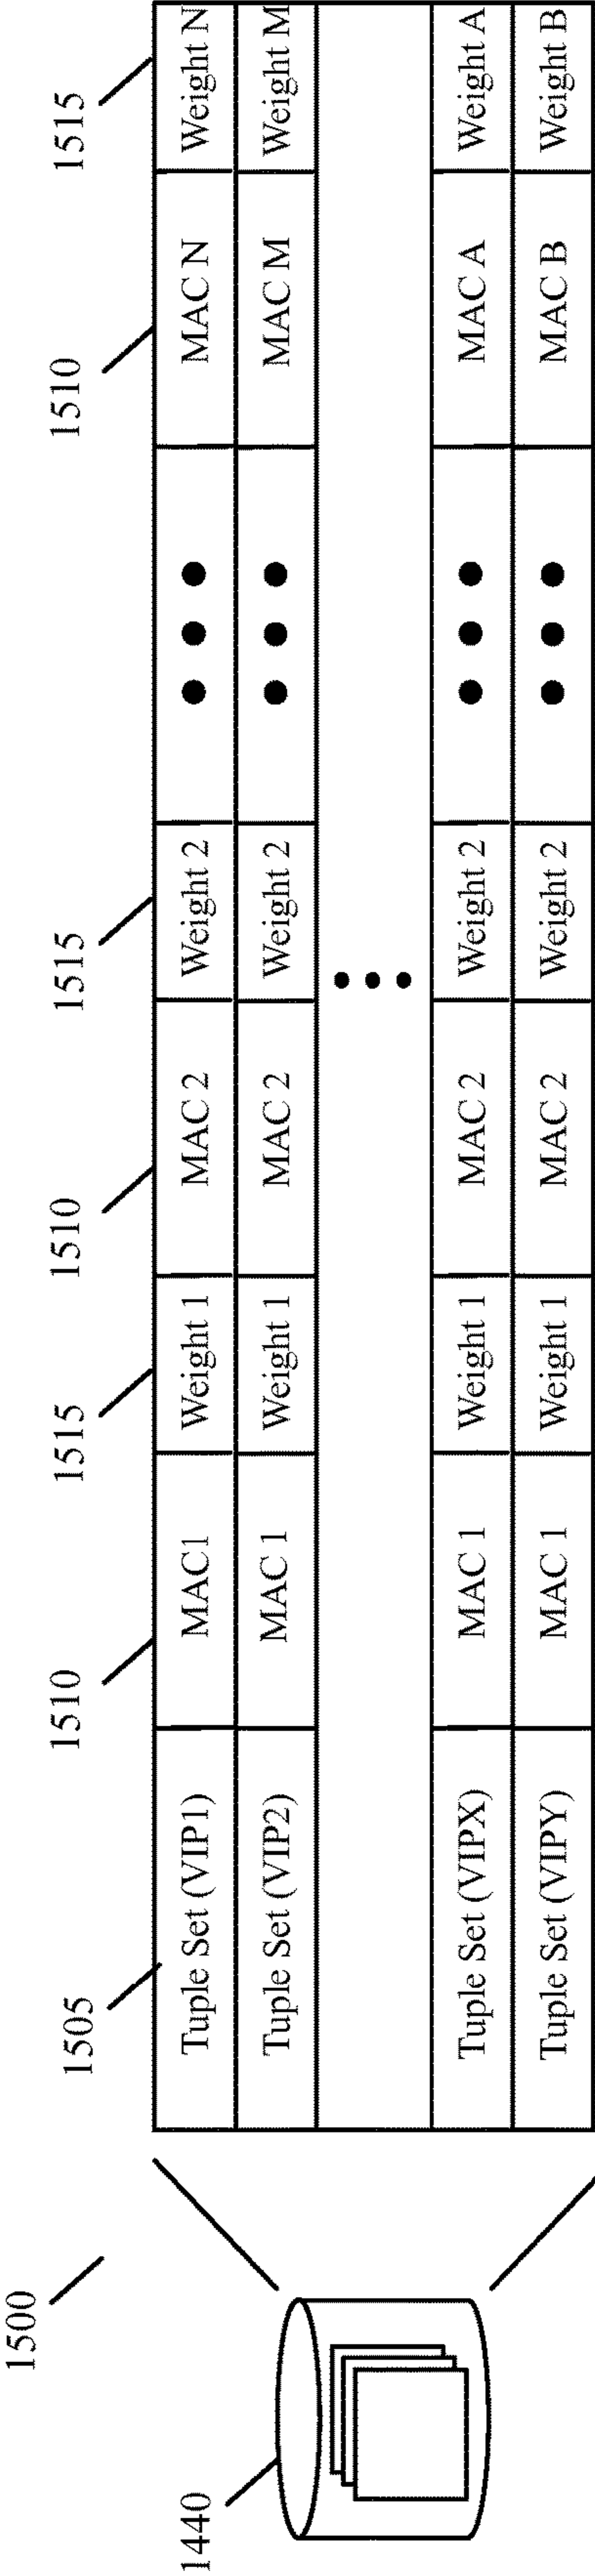 1500
1440
1505
1510
1515
1510
1515
1510
1515
Tuple Set (VIP1) MAC1 Weight 1 MAC 2 Weight 2 MAC N Weight N
Tuple Set (VIP2) MAC 1 Weight 1 MAC 2 Weight 2 MAC M Weight M
Tuple Set (VIPX) MAC 1 Weight 1 MAC 2 Weight 2 MAC A Weight A
Tuple Set (VIPY) MAC 1 Weight 1 MAC 2 Weight 2 MAC B Weight B